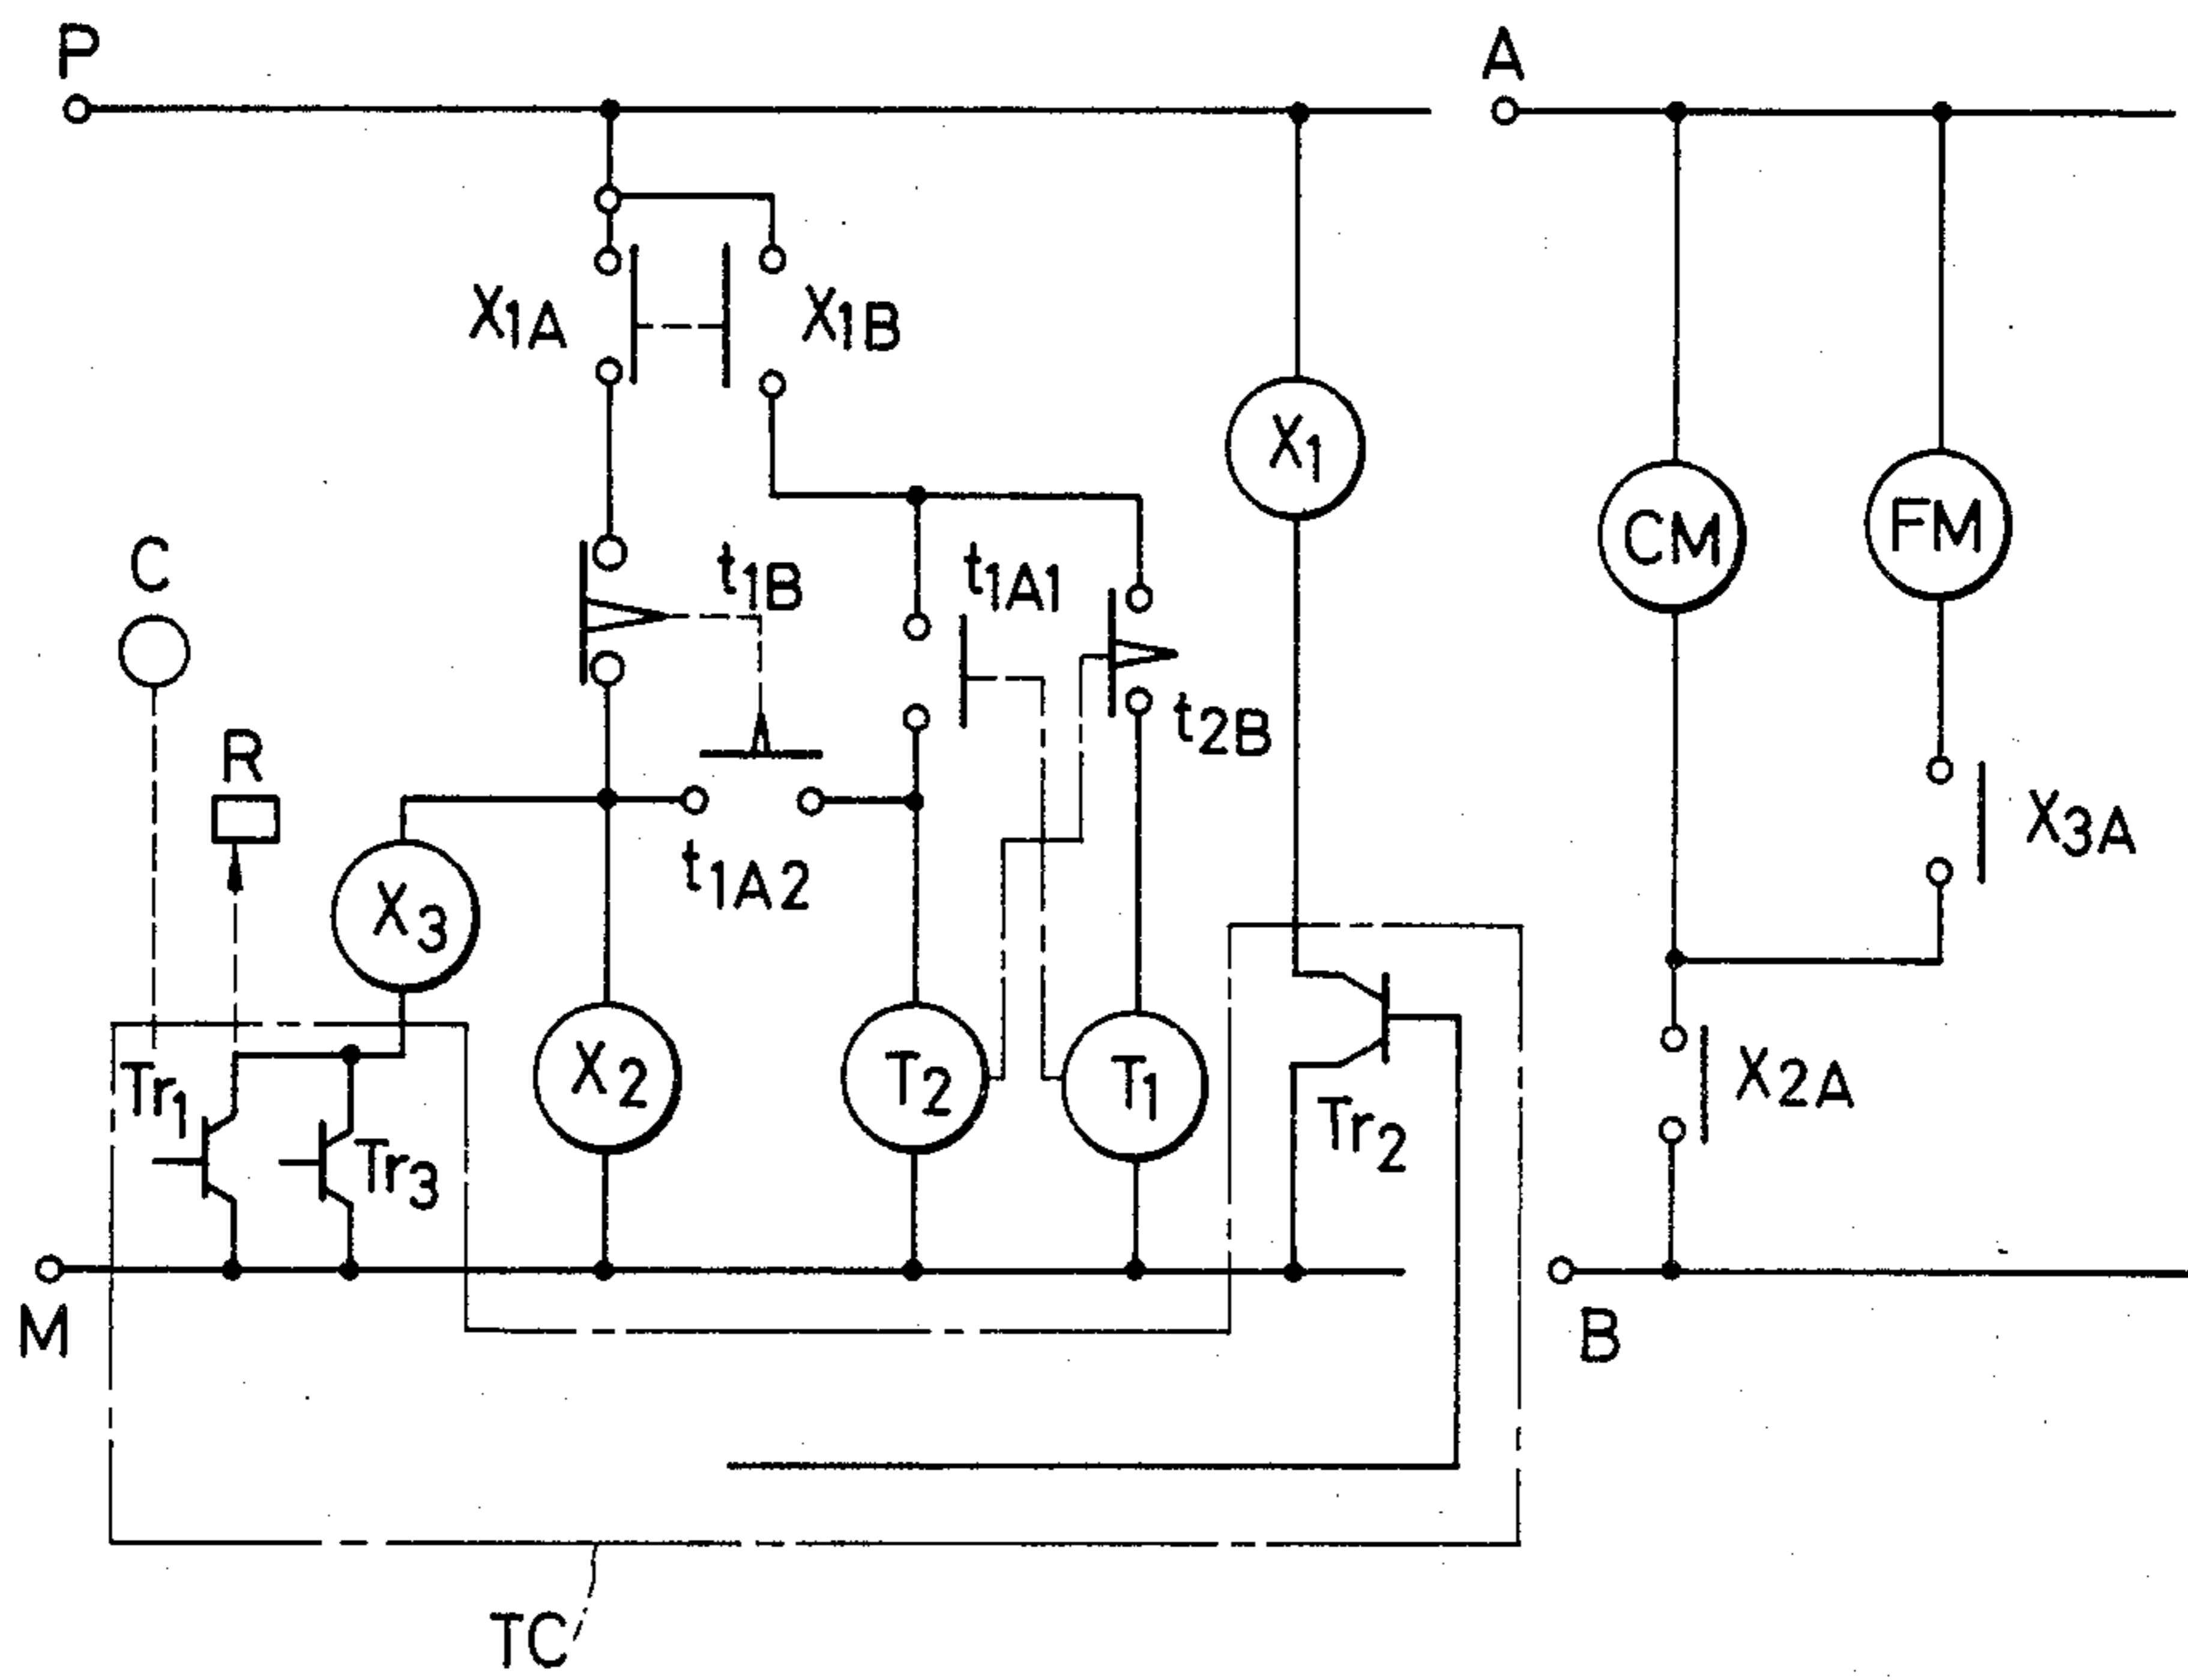 P
A
X1A
X1B
X1
C
t1B
t1A1
CM
FM
t2B
R
X3A
t1A2
X3
X2
T2
T1
X2A
Tr1
Tr3
Tr2
M
B
TC